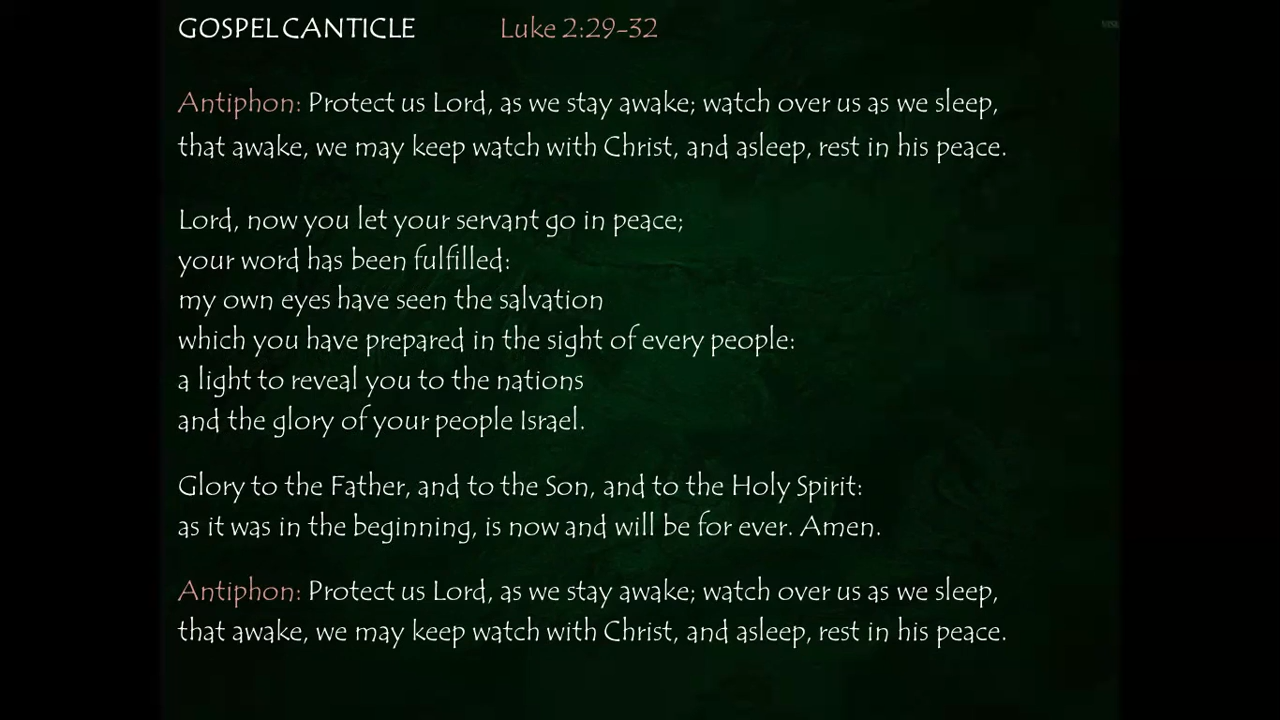 GOSPEL CANTICLE Luke 2:29-32
Antiphon: Protect us Lord, as we stay awake; watch over us as we sleep,
that awake, we may keep watch with Christ, and asleep, rest in his peace.
Lord, now you let your servant go in peace;
your word has been fulfilled:
my own eyes have seen the salvation
which you have prepared in the sight of every people:
a light to reveal you to the nations
and the glory of your people Israel.
Glory to the Father, and to the Son, and to the Holy Spirit:
as it was in the beginning, is now and will be for ever. Amen.
Antiphon: Protect us Lord, as we stay awake; watch over us as we sleep,
that awake, we may keep watch with Christ, and asleep, rest in his peace.